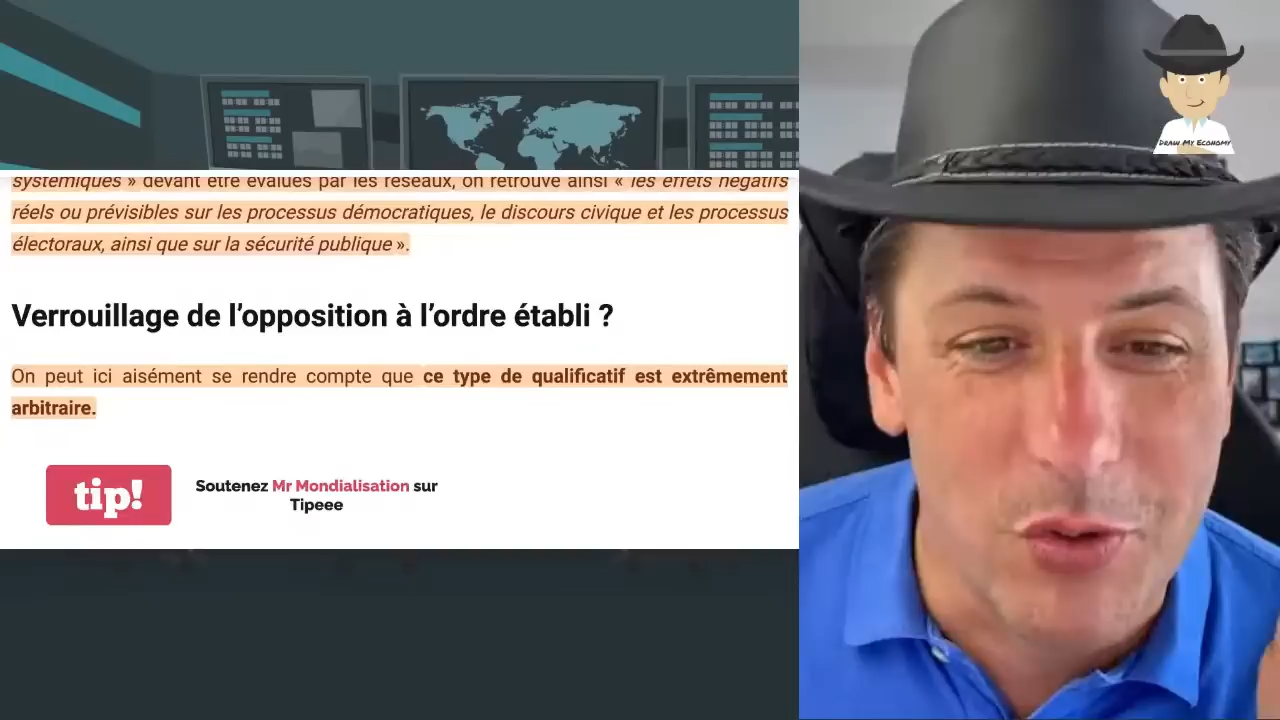 systémiques » devant être évalués par les réseaux, on retrouve ainsi « les effets négatifs
réels ou prévisibles sur les processus démocratiques, le discours civique et les processus
électoraux, ainsi que sur la sécurité publique ».
Verrouillage de l’opposition à l’ordre établi ?
On peut ici aisément se rendre compte que ce type de qualificatif est extrêmement
arbitraire.
tip!
Soutenez Mr Mondialisation sur
Tipeee
DRAW MY ECONOMY